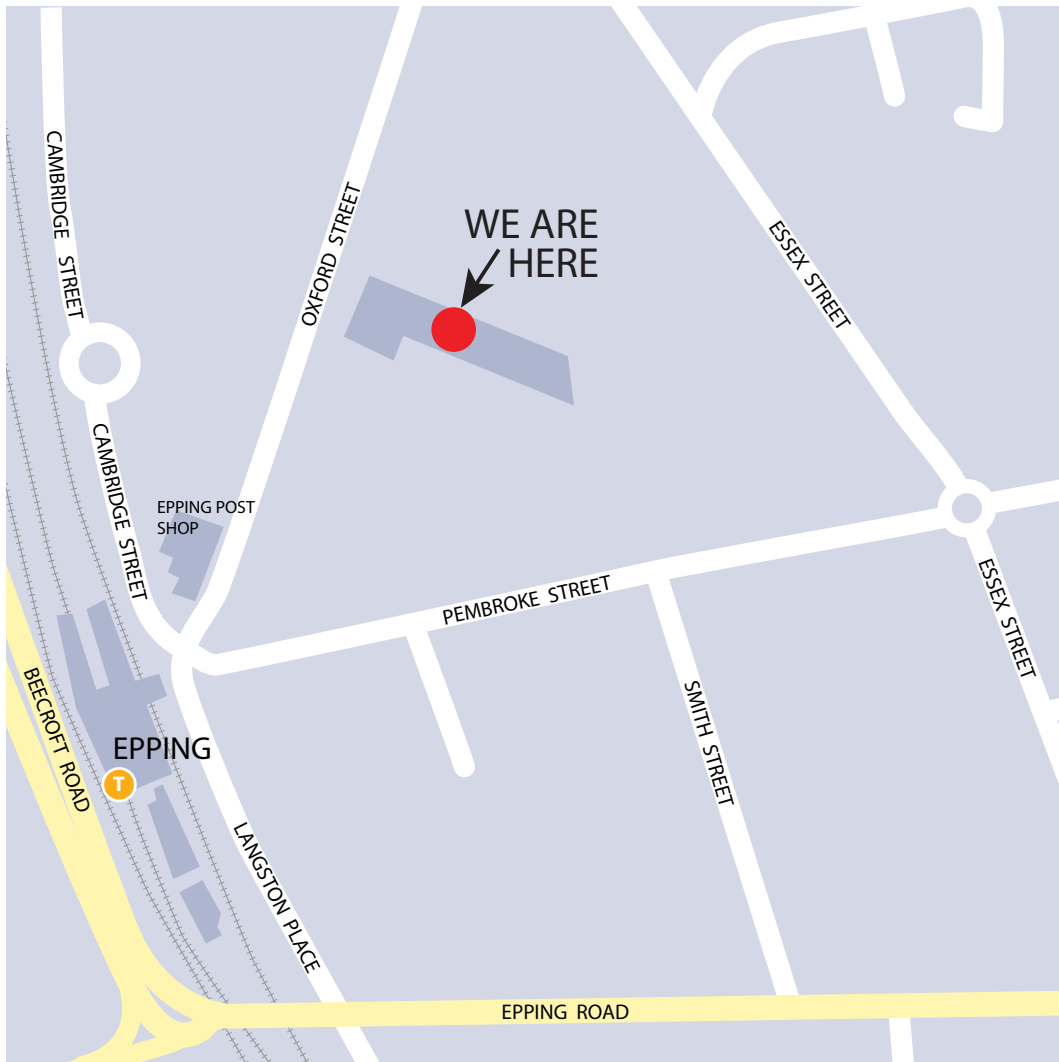 CAMBRIDGE STREET
OXFORD STREET
WE ARE
HERE
ESSEX STREET
CAMBRIDGE STREET
EPPING POST
SHOP
PEMBROKE STREET
ESSEX STREET
BEECROFT ROAD
EPPING
T
SMITH STREET
LANGSTON PLACE
EPPING ROAD